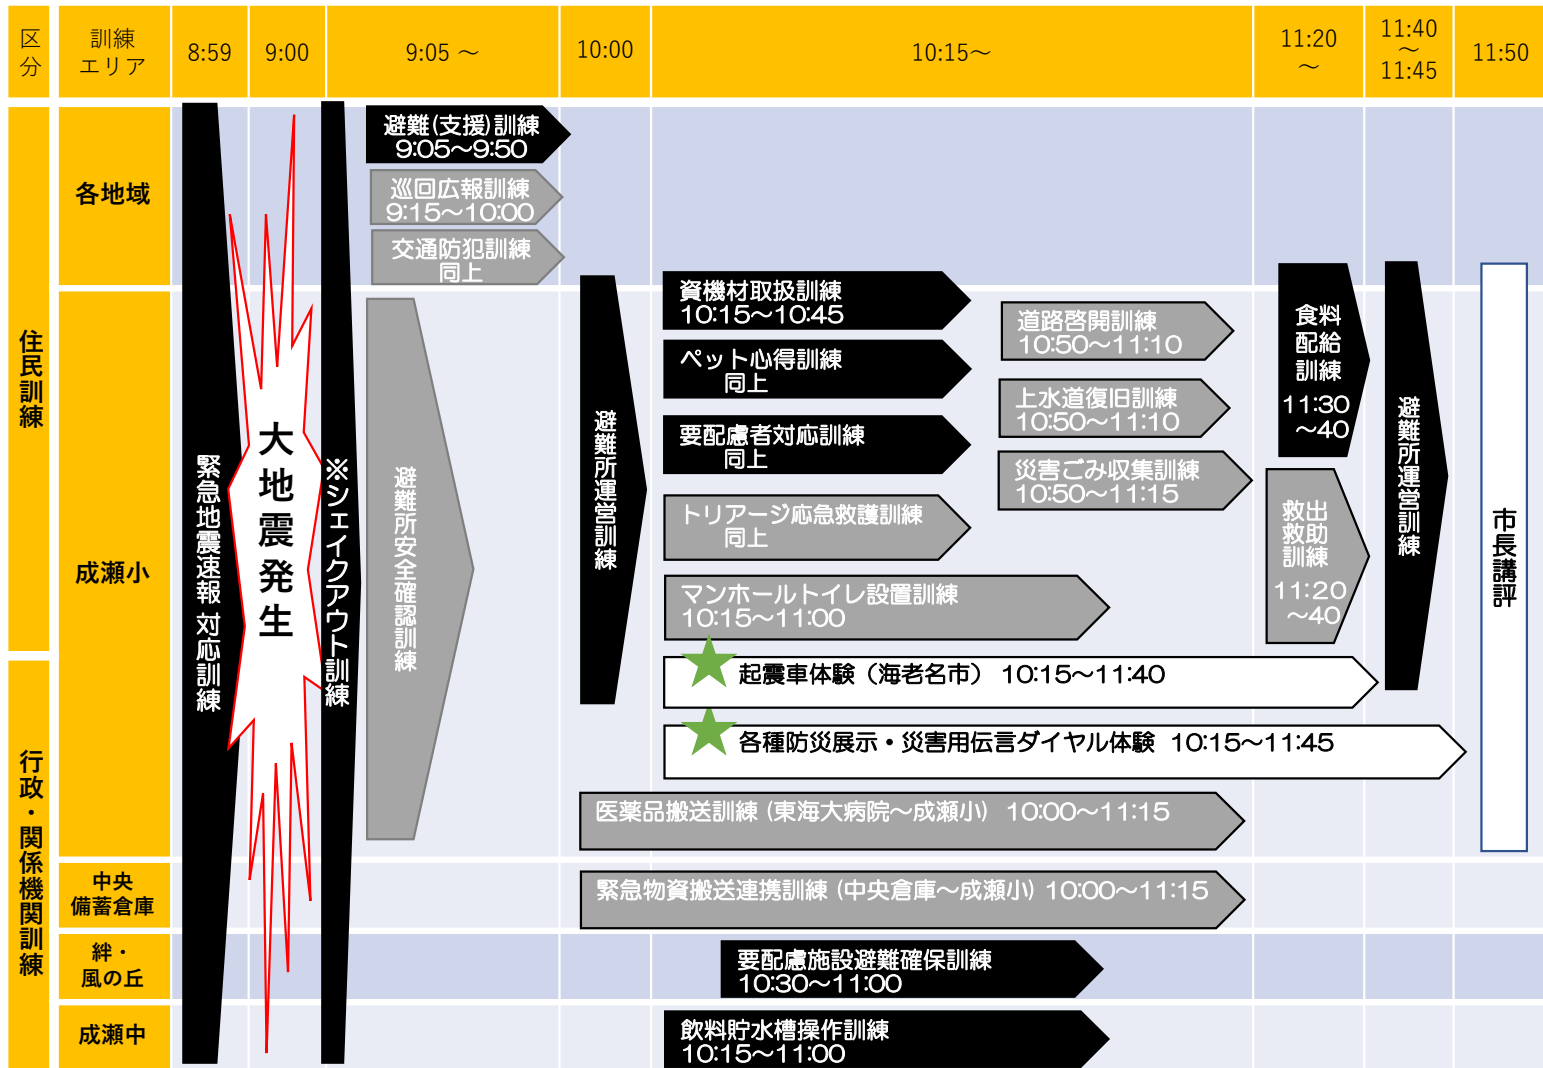 区
分
訓練
エリア
8:59
9:00
9:05 ～
10:00
10:15～
11:20
～
11:40
～
11:45
11:50
住民訓練
行政・関係機関訓練
各地域
成瀬小
中央
備蓄倉庫
絆・
風の丘
成瀬中
緊急地震速報 対応訓練
大地震発生
※シェイクアウト訓練
避難(支援)訓練
9:05～9:50
巡回広報訓練
9:15～10:00
交通防犯訓練
同上
避難所安全確認訓練
避難所運営訓練
資機材取扱訓練
10:15～10:45
ペット心得訓練
同上
要配慮者対応訓練
同上
トリアージ応急救護訓練
同上
マンホールトイレ設置訓練
10:15～11:00
道路啓開訓練
10:50～11:10
上水道復旧訓練
10:50～11:10
災害ごみ収集訓練
10:50～11:15
起震車体験（海老名市） 10:15～11:40
各種防災展示・災害用伝言ダイヤル体験 10:15～11:45
医薬品搬送訓練 (東海大病院～成瀬小) 10:00～11:15
緊急物資搬送連携訓練 (中央倉庫～成瀬小) 10:00～11:15
要配慮施設避難確保訓練
10:30～11:00
飲料貯水槽操作訓練
10:15～11:00
食料
配給
訓練
11:30
～40
救出
救助
訓練
11:20
～40
避難所運営訓練
市長講評